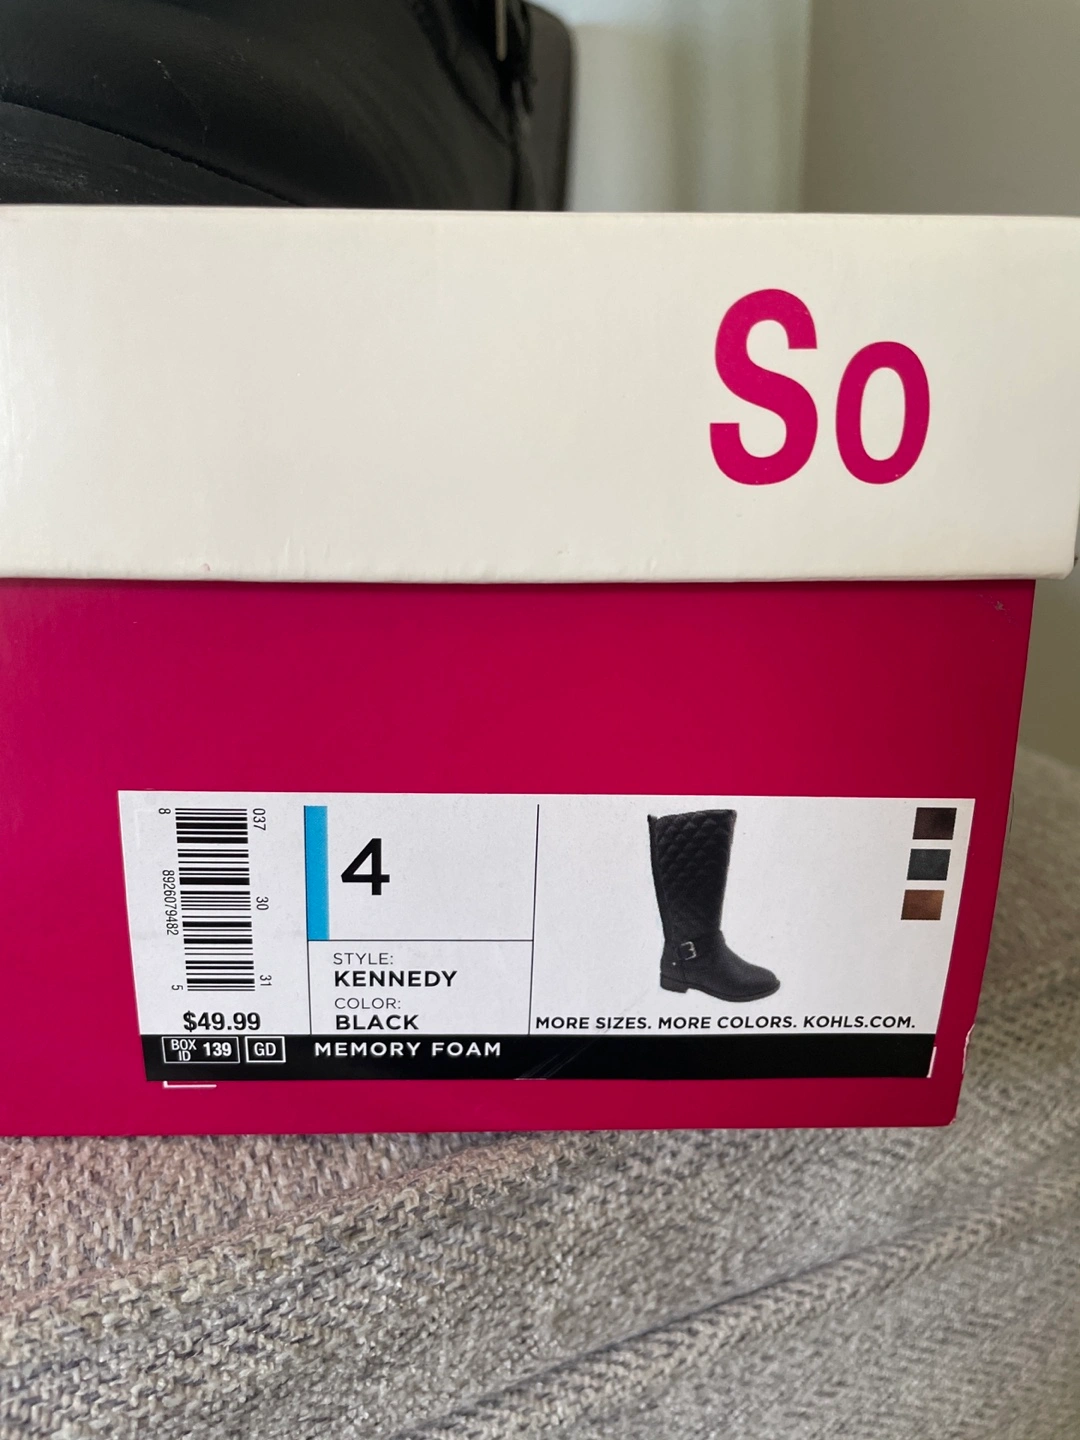 So
8
037
8926079482
30
5
31
$49.99
4
STYLE:
KENNEDY
COLOR:
BLACK
MORE SIZES. MORE COLORS. KOHLS.COM.
BOX ID 139
GD
MEMORY FOAM